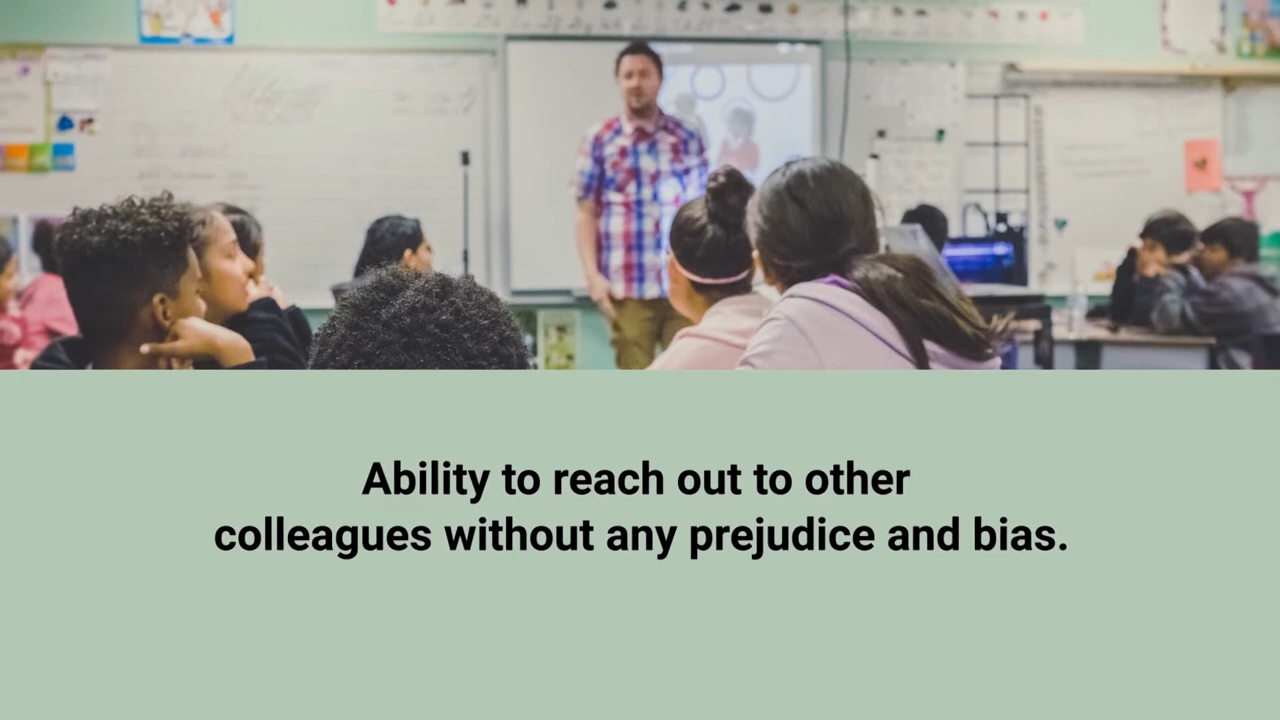 Ability to reach out to other
colleagues without any prejudice and bias.